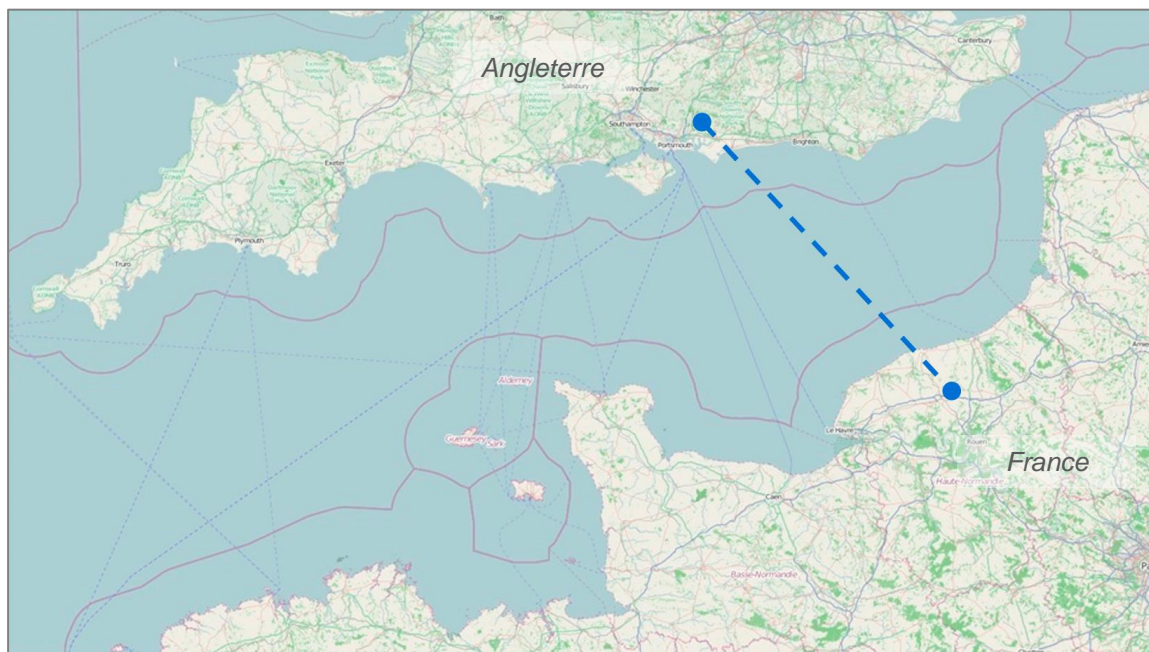 Bath
Canterbury
Angleterre
Salisbury
Winchester
Southampton
Portsmouth
Brighton
Exeter
Plymouth
Truro
Alderney
Guernesey
Sark
Le Havre
Rouen
France
Haute-Normandie
Caen
Basse-Normandie